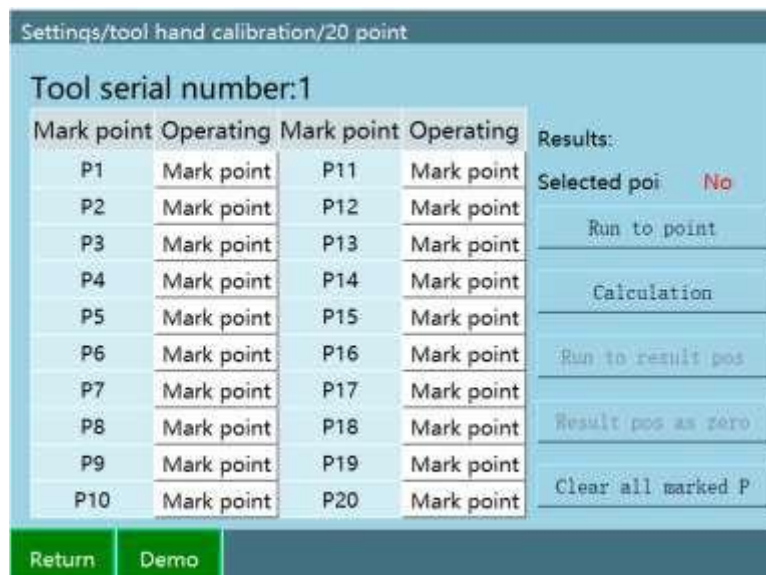 Settings/tool hand calibration/20 point
Tool serial number:1
Mark point Operating Mark point Operating
Results:
P1 Mark point P11 Mark point
Selected poi No
P2 Mark point P12 Mark point
Run to point
P3 Mark point P13 Mark point
P4 Mark point P14 Mark point
Calculation
P5 Mark point P15 Mark point
P6 Mark point P16 Mark point
Run to result pos
P7 Mark point P17 Mark point
P8 Mark point P18 Mark point
Result pos as zero
P9 Mark point P19 Mark point
Clear all marked P
P10 Mark point P20 Mark point
Return Demo